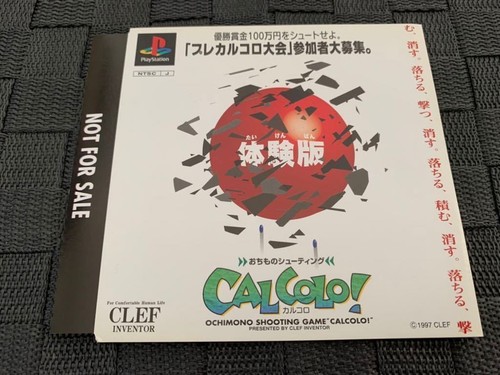 優勝賞金100万円をシュートせよ。
「プレカルコロ大会」参加者大募集。
PlayStation
NTSC J
NOT FOR SALE
たい けん ばん
体験版
おちものシューティング
CALCOLO!
カルコロ
OCHIMONO SHOOTING GAME "CALCOLO!"
PRESENTED BY CLEF INVENTOR
For Comfortable Human Life
CLEF
INVENTOR
©1997 CLEF
む、消す。落ちる、撃つ、消す。落ちる、積む、消す。落ちる、撃